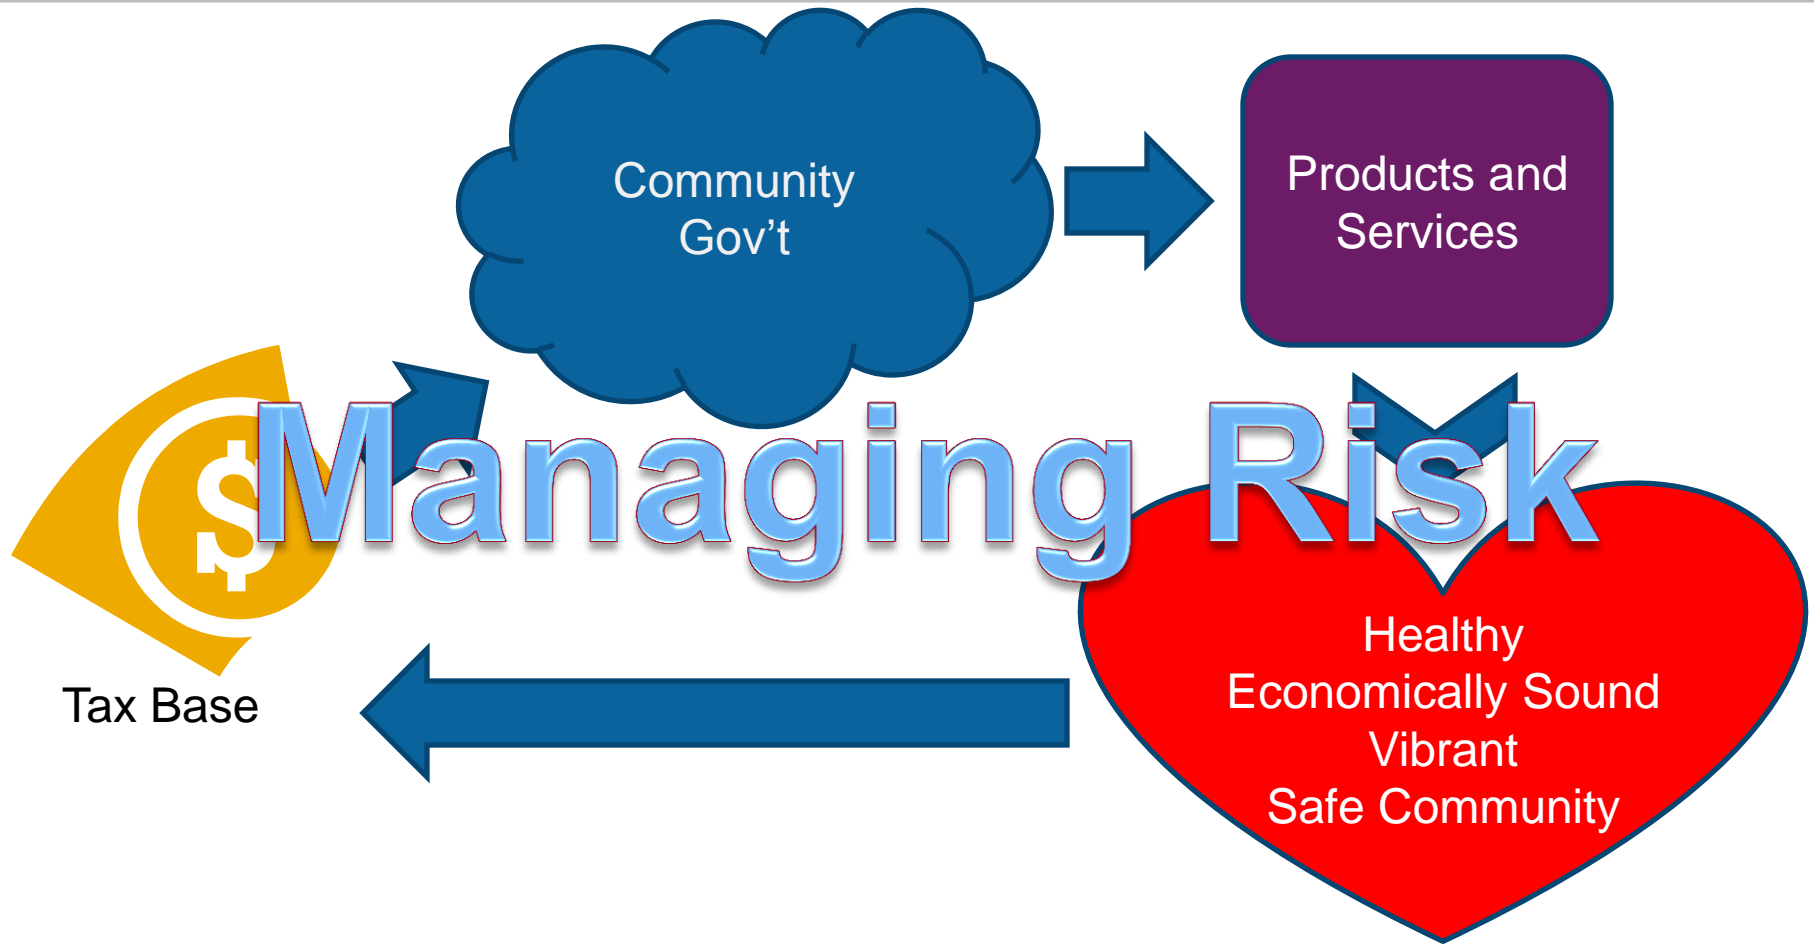 Community
Gov’t
Products and
Services
$
Managing Risk
Healthy
Economically Sound
Vibrant
Safe Community
Tax Base